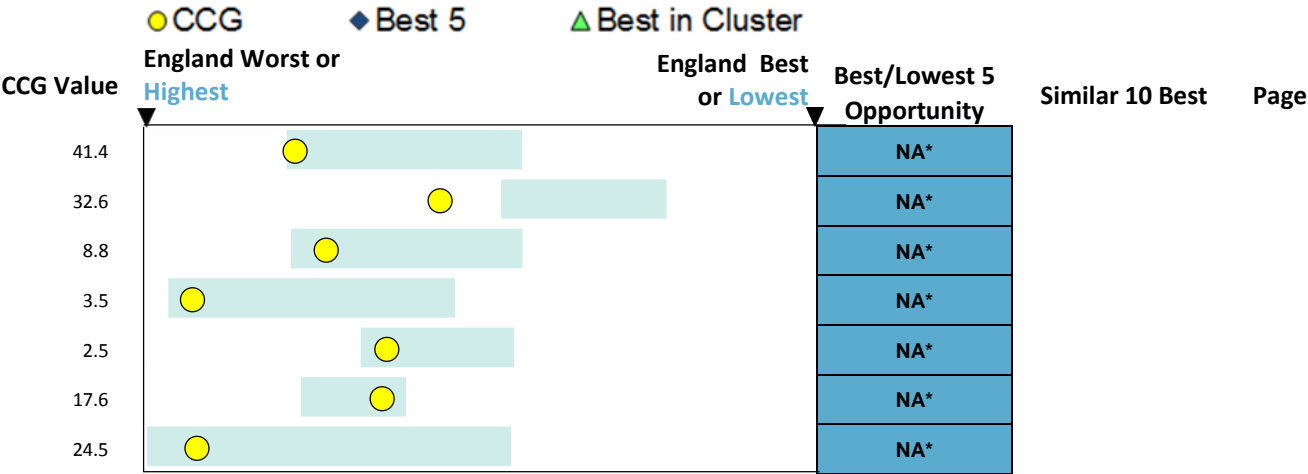 CCG Best 5 Best in Cluster
CCG Value England Worst or Highest England Best or Lowest Best/Lowest 5 Opportunity Similar 10 Best Page
41.4 NA*
32.6 NA*
8.8 NA*
3.5 NA*
2.5 NA*
17.6 NA*
24.5 NA*